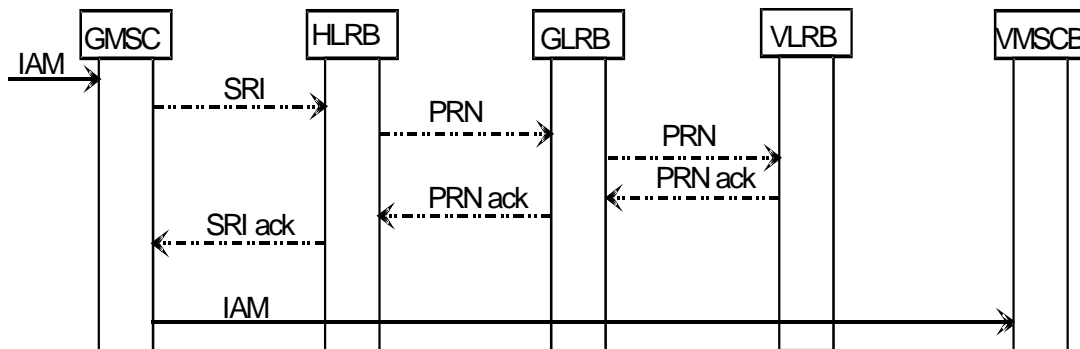 GMSC HLRB GLRB VLRB VMSCB
IAM
SRI
PRN
PRN
PRN ack
PRN ack
SRI ack
IAM